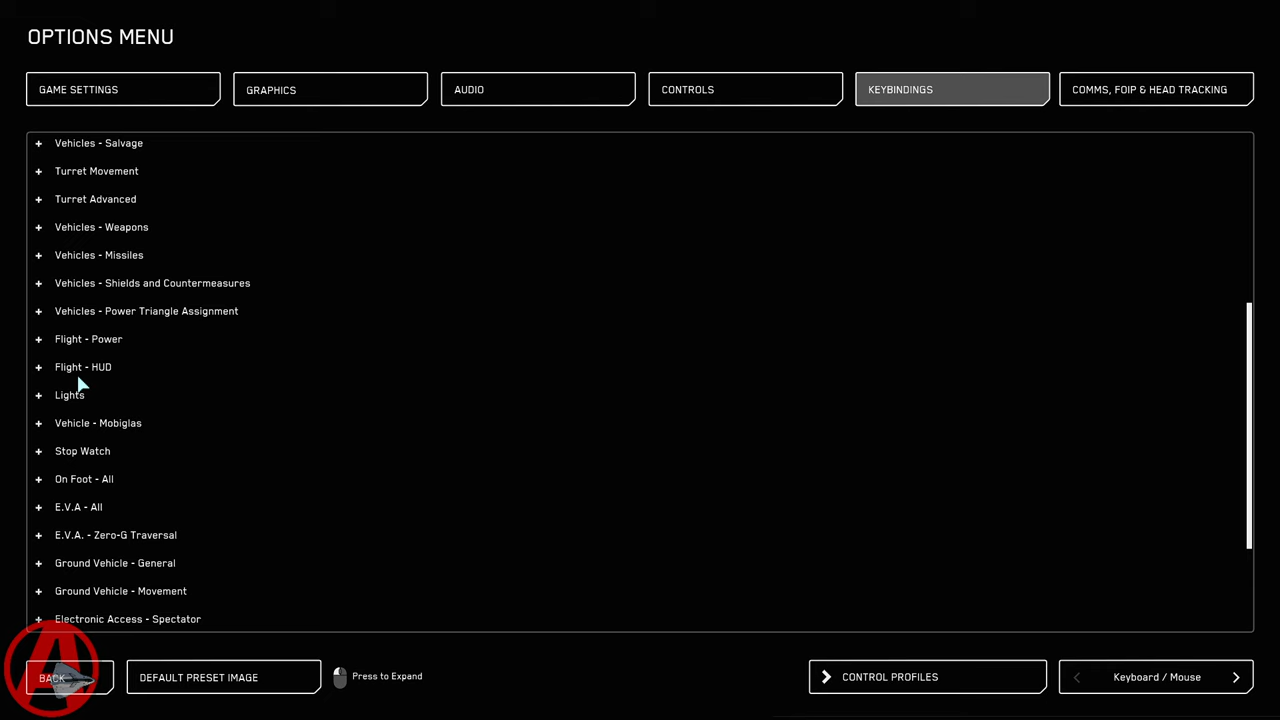 OPTIONS MENU
GAME SETTINGS
GRAPHICS
AUDIO
CONTROLS
KEYBINDINGS
COMMS, FOIP & HEAD TRACKING
+ Vehicles - Salvage
+ Turret Movement
+ Turret Advanced
+ Vehicles - Weapons
+ Vehicles - Missiles
+ Vehicles - Shields and Countermeasures
+ Vehicles - Power Triangle Assignment
+ Flight - Power
+ Flight - HUD
+ Lights
+ Vehicle - Mobiglas
+ Stop Watch
+ On Foot - All
+ E.V.A - All
+ E.V.A. - Zero-G Traversal
+ Ground Vehicle - General
+ Ground Vehicle - Movement
+ Electronic Access - Spectator
BACK
DEFAULT PRESET IMAGE
Press to Expand
CONTROL PROFILES
Keyboard / Mouse